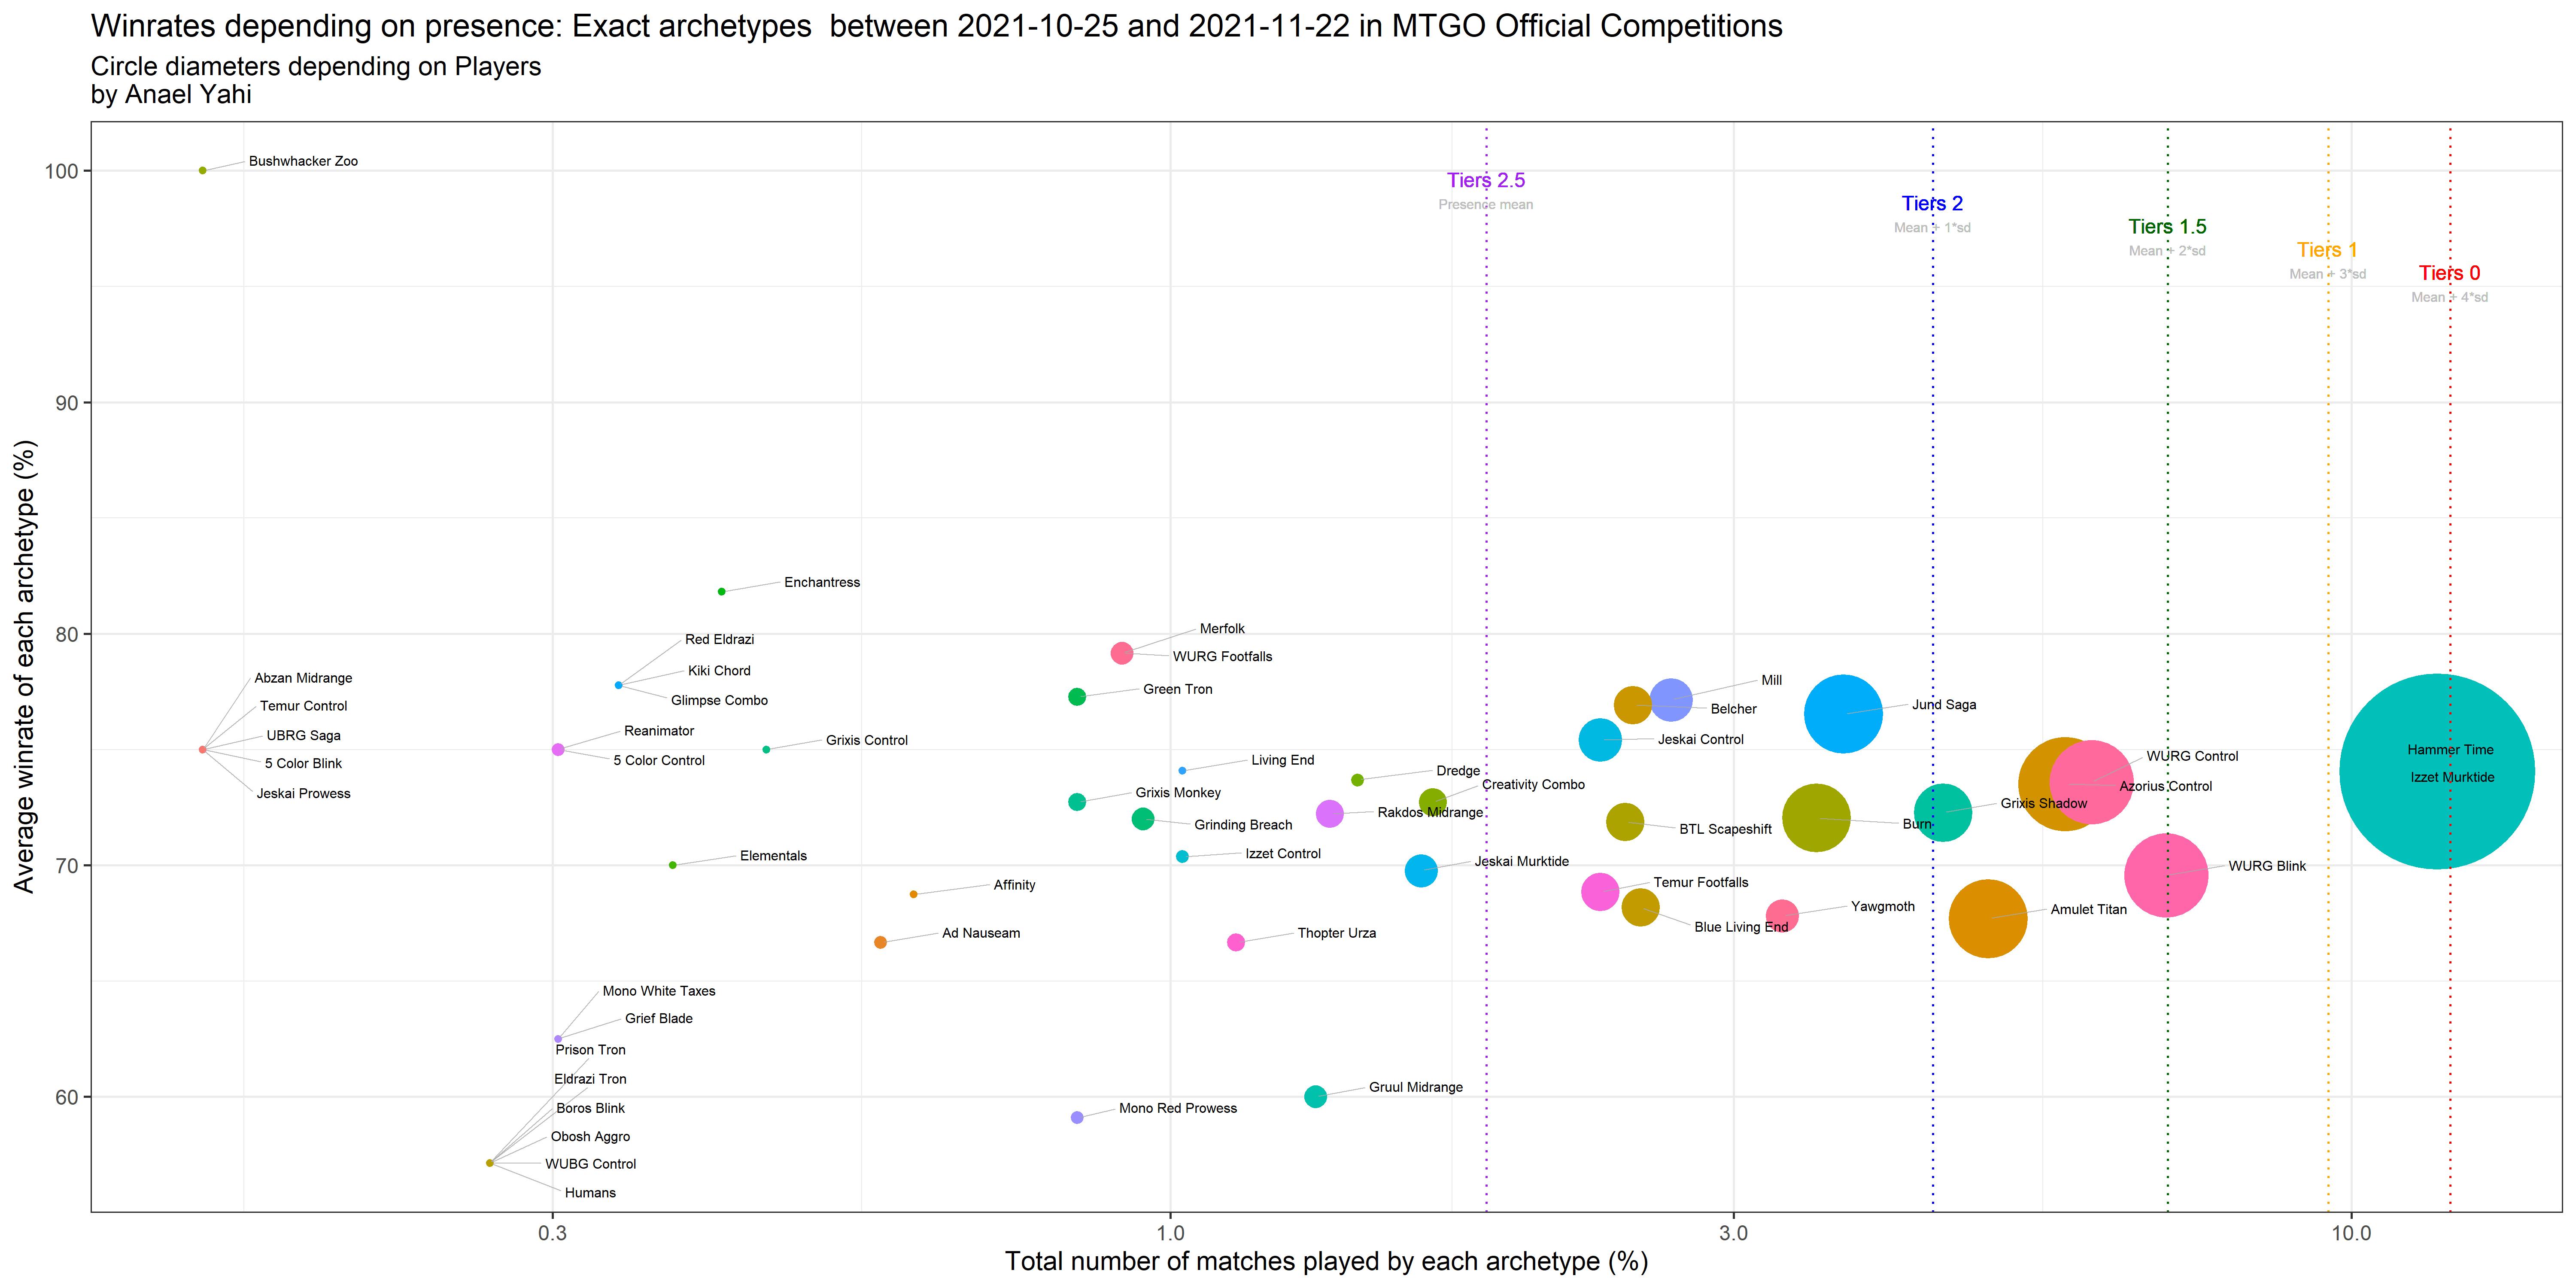 Winrates depending on presence: Exact archetypes  between 2021-10-25 and 2021-11-22 in MTGO Official Competitions
Circle diameters depending on Players
by Anael Yahi
Average winrate of each archetype (%)
100
90
80
70
60
Bushwhacker Zoo
Tiers 2.5
Presence mean
Tiers 2
Mean + 1*sd
Tiers 1.5
Mean + 2*sd
Tiers 1
Mean + 3*sd
Tiers 0
Mean + 4*sd
Enchantress
Red Eldrazi
Kiki Chord
Glimpse Combo
Merfolk
WURG Footfalls
Green Tron
Abzan Midrange
Temur Control
UBRG Saga
5 Color Blink
Jeskai Prowess
Reanimator
5 Color Control
Grixis Control
Living End
Dredge
Creativity Combo
Grixis Monkey
Grinding Breach
Rakdos Midrange
Izzet Control
Jeskai Murktide
Elementals
Affinity
Ad Nauseam
Thopter Urza
Mill
Belcher
Jeskai Control
Jund Saga
WURG Control
Azorius Control
Grixis Shadow
Burn
BTL Scapeshift
Hammer Time
Izzet Murktide
WURG Blink
Temur Footfalls
Blue Living End
Yawgmoth
Amulet Titan
Mono White Taxes
Grief Blade
Prison Tron
Eldrazi Tron
Boros Blink
Obosh Aggro
WUBG Control
Humans
Mono Red Prowess
Gruul Midrange
0.3
1.0
3.0
10.0
Total number of matches played by each archetype (%)